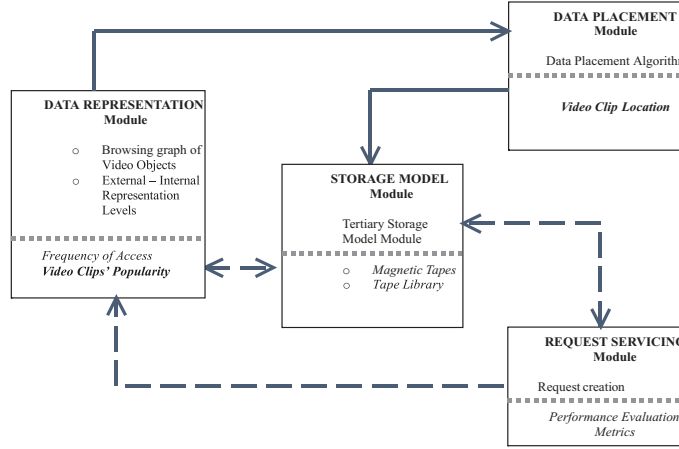 DATA PLACEMENT
Module
Data Placement Algorith
Video Clip Location
DATA REPRESENTATION
Module
○ Browsing graph of
Video Objects
○ External – Internal
Representation
Levels
Frequency of Access
Video Clips' Popularity
STORAGE MODEL
Module
Tertiary Storage
Model Module
○ Magnetic Tapes
○ Tape Library
REQUEST SERVICING
Module
Request creation
Performance Evaluation
Metrics